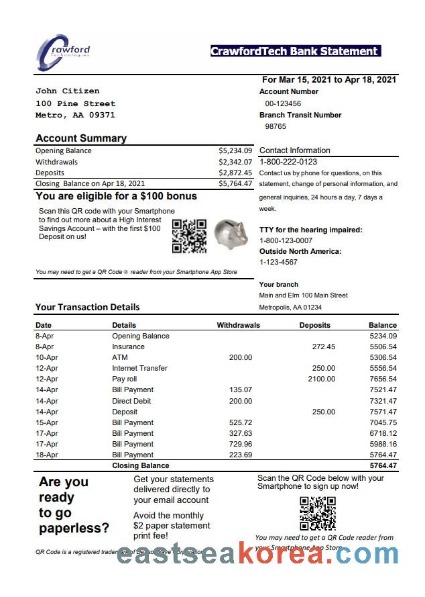 Crawford
CrawfordTech Bank Statement
For Mar 15, 2021 to Apr 18, 2021
John Citizen
100 Pine Street
Metro, AA 09371
Account Number
00-123456
Branch Transit Number
98765
Account Summary
Opening Balance $5,234.09
Withdrawals $2,342.07
Deposits $2,872.45
Closing Balance on Apr 18, 2021 $5,764.47
Contact Information
1-800-222-0123
Contact us by phone for questions, on this
statement, change of personal information, and
general inquiries, 24 hours a day, 7 days a
week.
TTY for the hearing impaired:
1-800-123-0007
Outside North America:
1-123-4567
You are eligible for a $100 bonus
Scan this QR code with your Smartphone
to find out more about a High Interest
Savings Account – with the first $100
Deposit on us!
You may need to get a QR Code ® reader from your Smartphone App Store
Your branch
Main and Elm 100 Main Street
Metropolis, AA 01234
Your Transaction Details
Date Details Withdrawals Deposits Balance
8-Apr Opening Balance 5234.09
8-Apr Insurance 272.45 5506.54
10-Apr ATM 200.00 5306.54
12-Apr Internet Transfer 250.00 5556.54
12-Apr Pay roll 2100.00 7656.54
14-Apr Bill Payment 135.07 7521.47
14-Apr Direct Debit 200.00 7321.47
14-Apr Deposit 250.00 7571.47
15-Apr Bill Payment 525.72 7045.75
17-Apr Bill Payment 327.63 6718.12
17-Apr Bill Payment 729.96 5988.16
18-Apr Bill Payment 223.69 5764.47
Closing Balance 5764.47
Are you
ready
to go
paperless?
Get your statements
delivered directly to
your email account
Avoid the monthly
$2 paper statement
print fee!
Scan the QR Code below with your
Smartphone to sign up now!
You may need to get a QR Code reader from
your Smartphone App Store
QR Code is a registered trademark of
eastseakorea.com